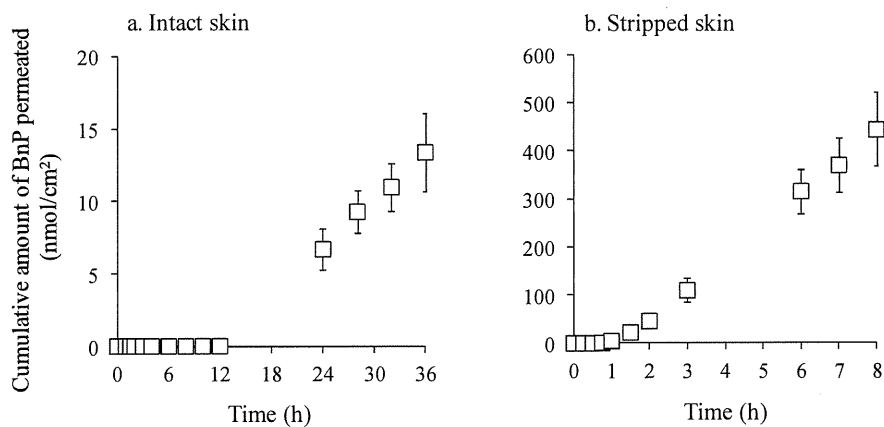 a. Intact skin
b. Stripped skin
Cumulative amount of BnP permeated
(nmol/cm²)
20
15
10
5
0
0 6 12 18 24 30 36
Time (h)
600
500
400
300
200
100
0
0 1 2 3 4 5 6 7 8
Time (h)